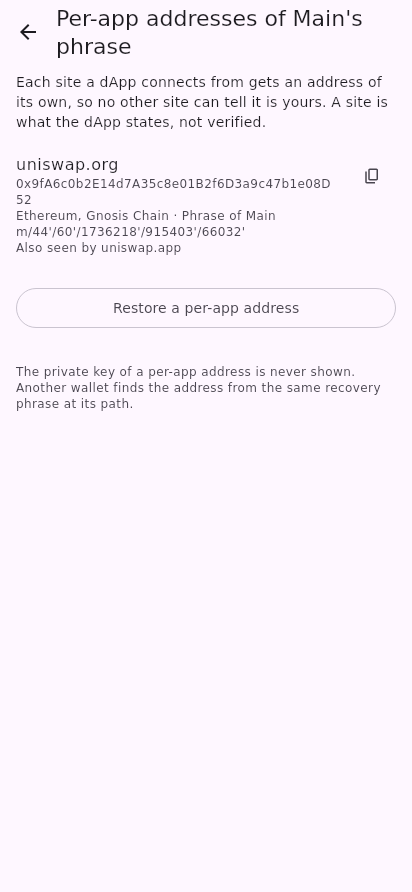 Per-app addresses of Main's
phrase
Each site a dApp connects from gets an address of
its own, so no other site can tell it is yours. A site is
what the dApp states, not verified.
uniswap.org
0x9fA6c0b2E14d7A35c8e01B2f6D3a9c47b1e08D
52
Ethereum, Gnosis Chain · Phrase of Main
m/44'/60'/1736218'/915403'/66032'
Also seen by uniswap.app
Restore a per-app address
The private key of a per-app address is never shown.
Another wallet finds the address from the same recovery
phrase at its path.